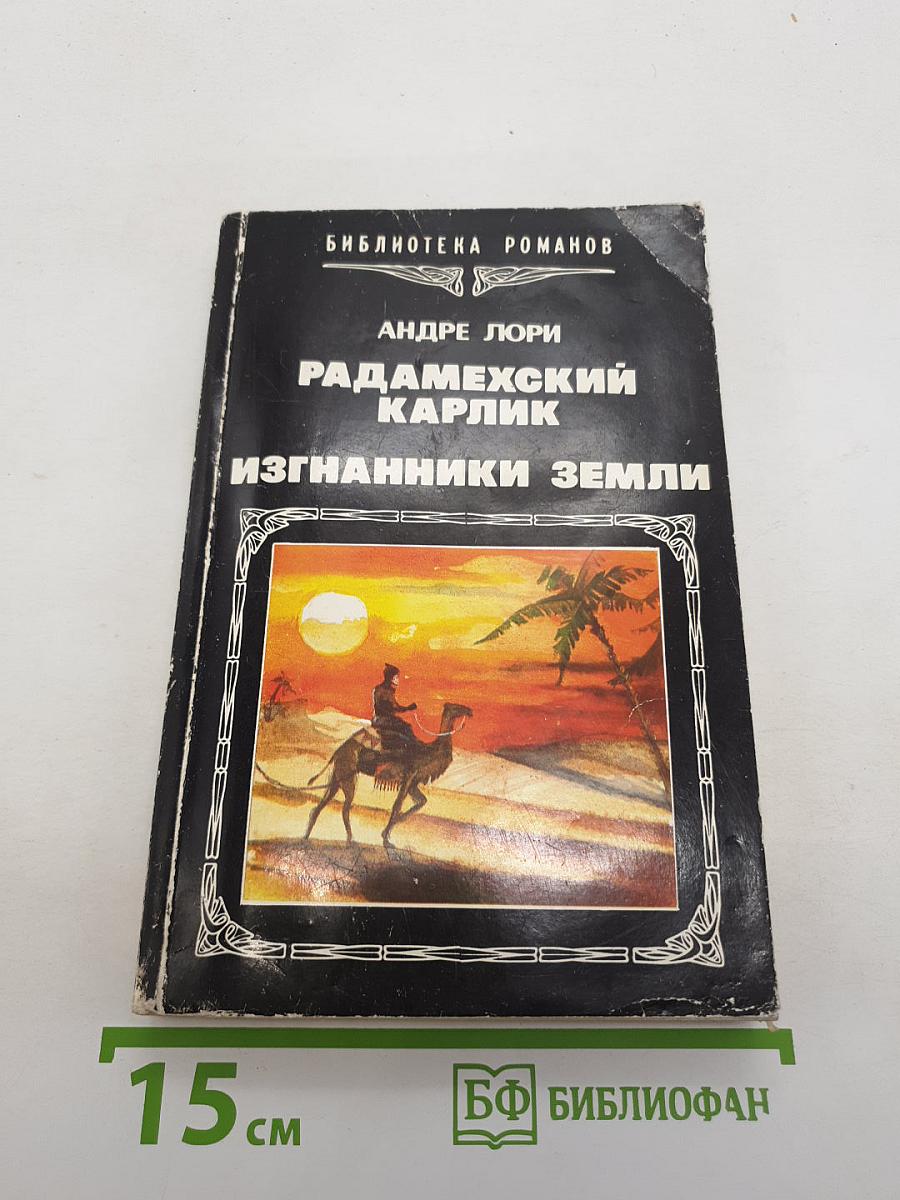 БИБЛИОТЕКА РОМАНОВ
АНДРЕ ЛОРИ
РАДАМЕХСКИЙ
КАРЛИК
ИЗГНАННИКИ ЗЕМЛИ
15 см
БФ БИБЛИОФАН